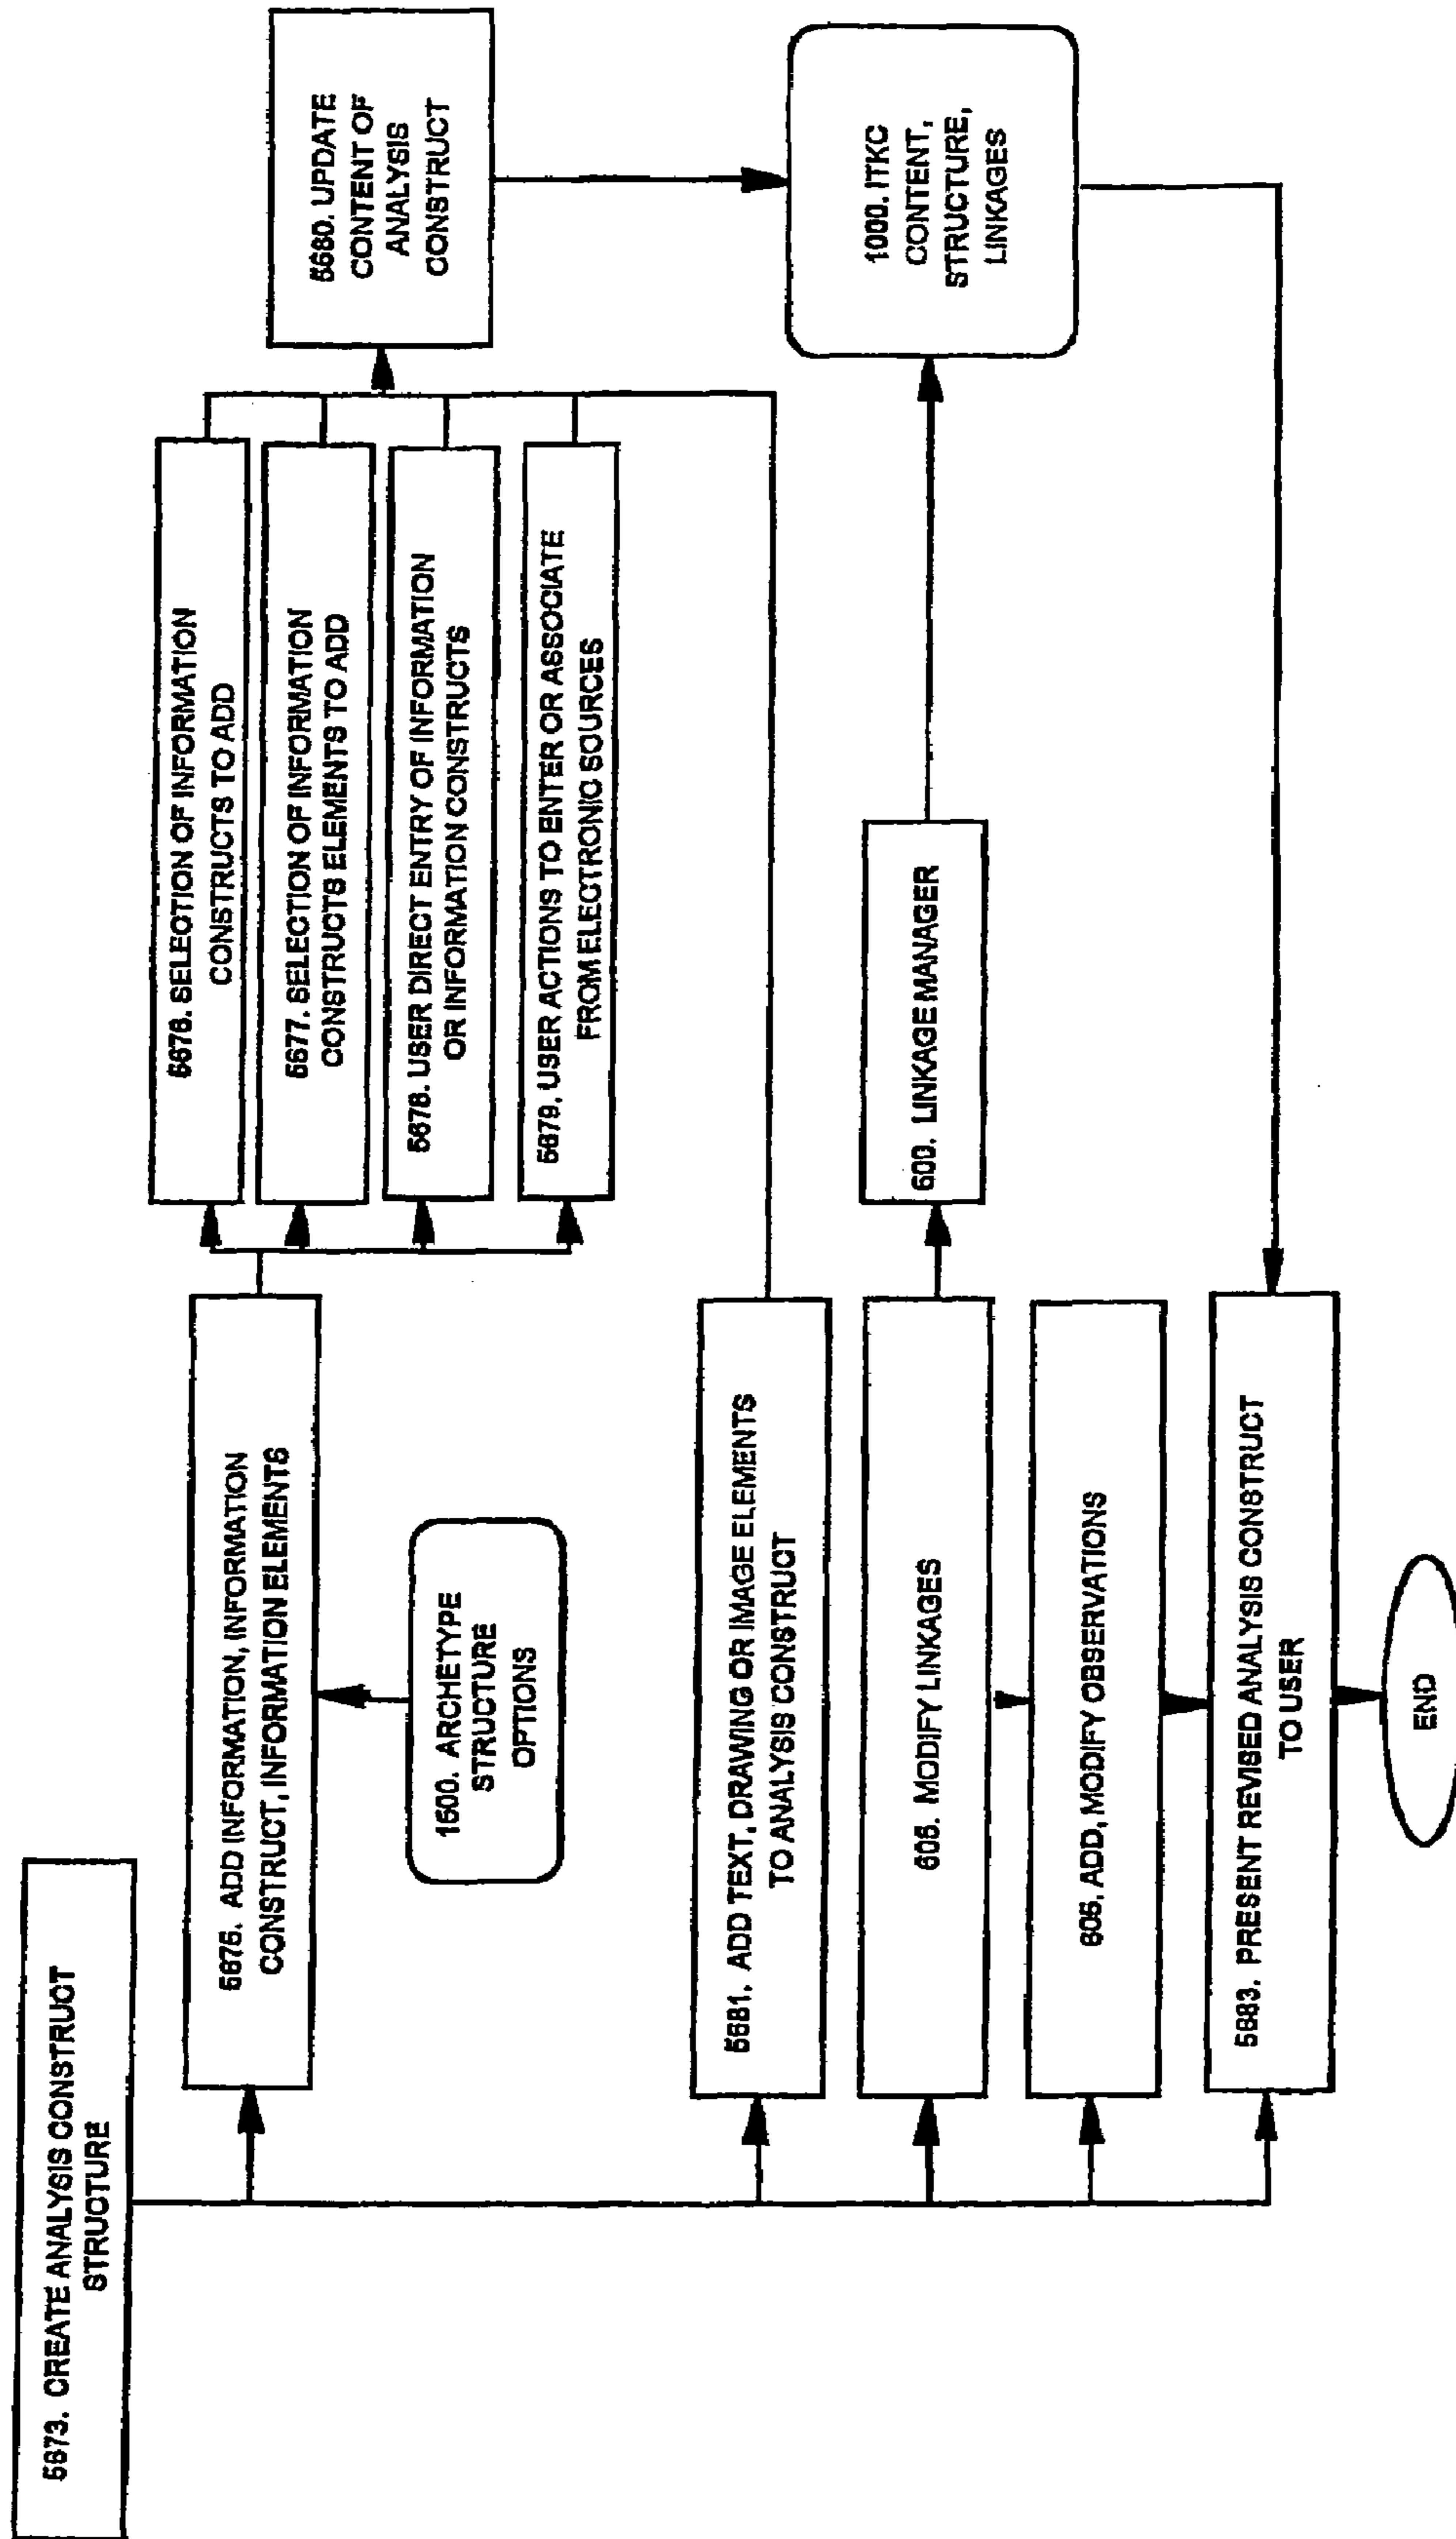 5673. CREATE ANALYSIS CONSTRUCT
STRUCTURE
5675. ADD INFORMATION, INFORMATION
CONSTRUCT, INFORMATION ELEMENTS
1500. ARCHETYPE
STRUCTURE
OPTIONS
5676. SELECTION OF INFORMATION
CONSTRUCTS TO ADD
5677. SELECTION OF INFORMATION
CONSTRUCTS ELEMENTS TO ADD
5678. USER DIRECT ENTRY OF INFORMATION
OR INFORMATION CONSTRUCTS
5679. USER ACTIONS TO ENTER OR ASSOCIATE
FROM ELECTRONIC SOURCES
5680. UPDATE
CONTENT OF
ANALYSIS
CONSTRUCT
5681. ADD TEXT, DRAWING OR IMAGE ELEMENTS
TO ANALYSIS CONSTRUCT
605. MODIFY LINKAGES
600. LINKAGE MANAGER
1000. ITKC
CONTENT,
STRUCTURE,
LINKAGES
605. ADD, MODIFY OBSERVATIONS
5683. PRESENT REVISED ANALYSIS CONSTRUCT
TO USER
END